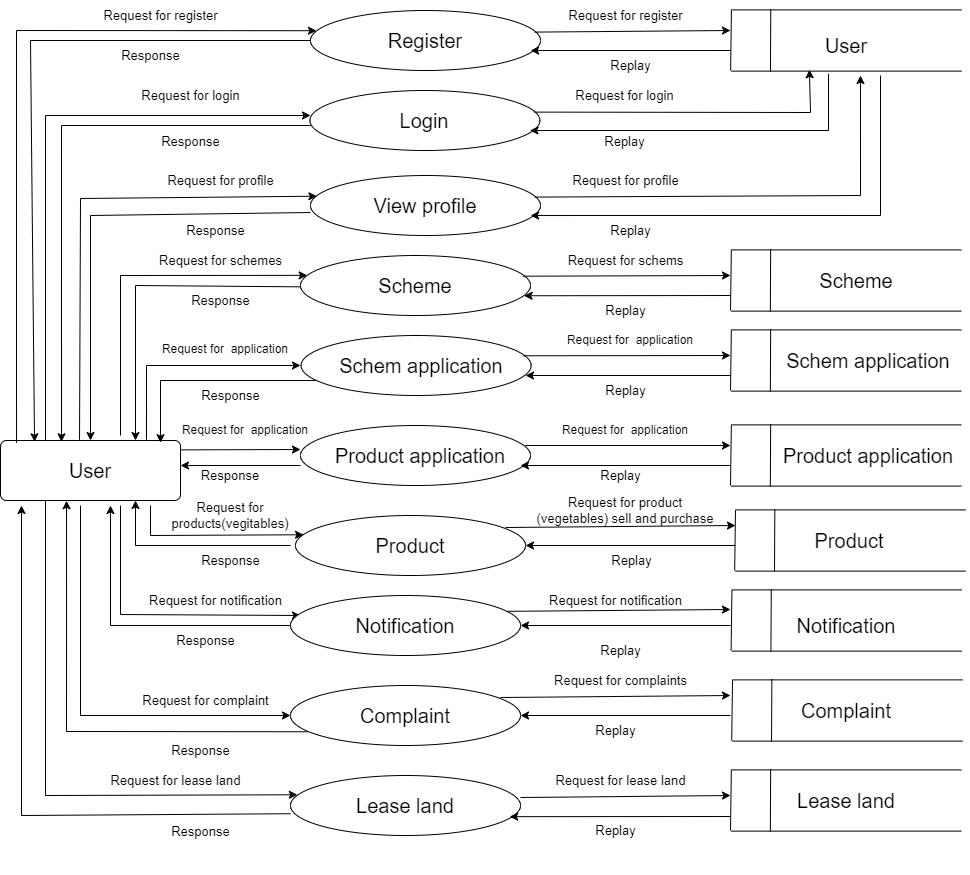 Request for register
Request for register
Register
User
Response
Replay
Request for login
Request for login
Login
Response
Replay
Request for profile
Request for profile
View profile
Response
Replay
Request for schemes
Request for schems
Scheme
Scheme
Response
Replay
Request for  application
Request for  application
Schem application
Schem application
Response
Replay
Request for  application
Request for  application
Product application
Product application
User
Response
Replay
Request for
products(vegitables)
Request for product
(vegetables) sell and purchase
Product
Product
Response
Replay
Request for notification
Request for notification
Notification
Notification
Response
Replay
Request for complaint
Request for complaints
Complaint
Complaint
Response
Replay
Request for lease land
Request for lease land
Lease land
Lease land
Response
Replay